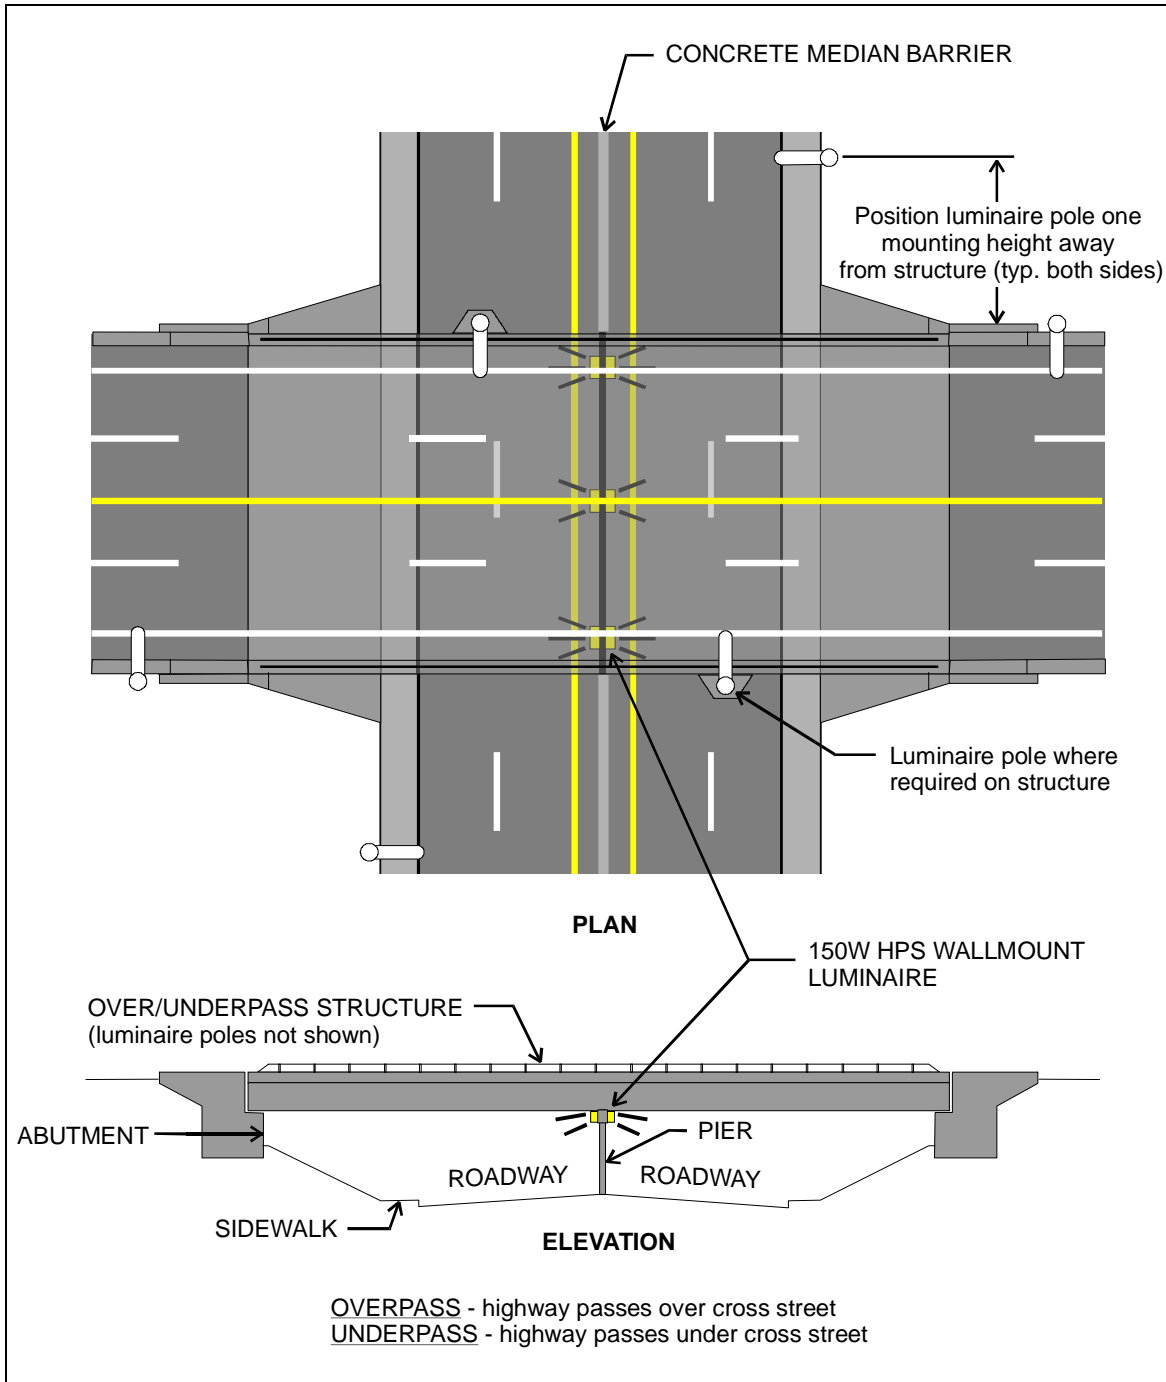 CONCRETE MEDIAN BARRIER
Position luminaire pole one
mounting height away
from structure (typ. both sides)
Luminaire pole where
required on structure
PLAN
150W HPS WALLMOUNT
LUMINAIRE
OVER/UNDERPASS STRUCTURE
(luminaire poles not shown)
ABUTMENT
PIER
ROADWAY
ROADWAY
SIDEWALK
ELEVATION
OVERPASS - highway passes over cross street
UNDERPASS - highway passes under cross street